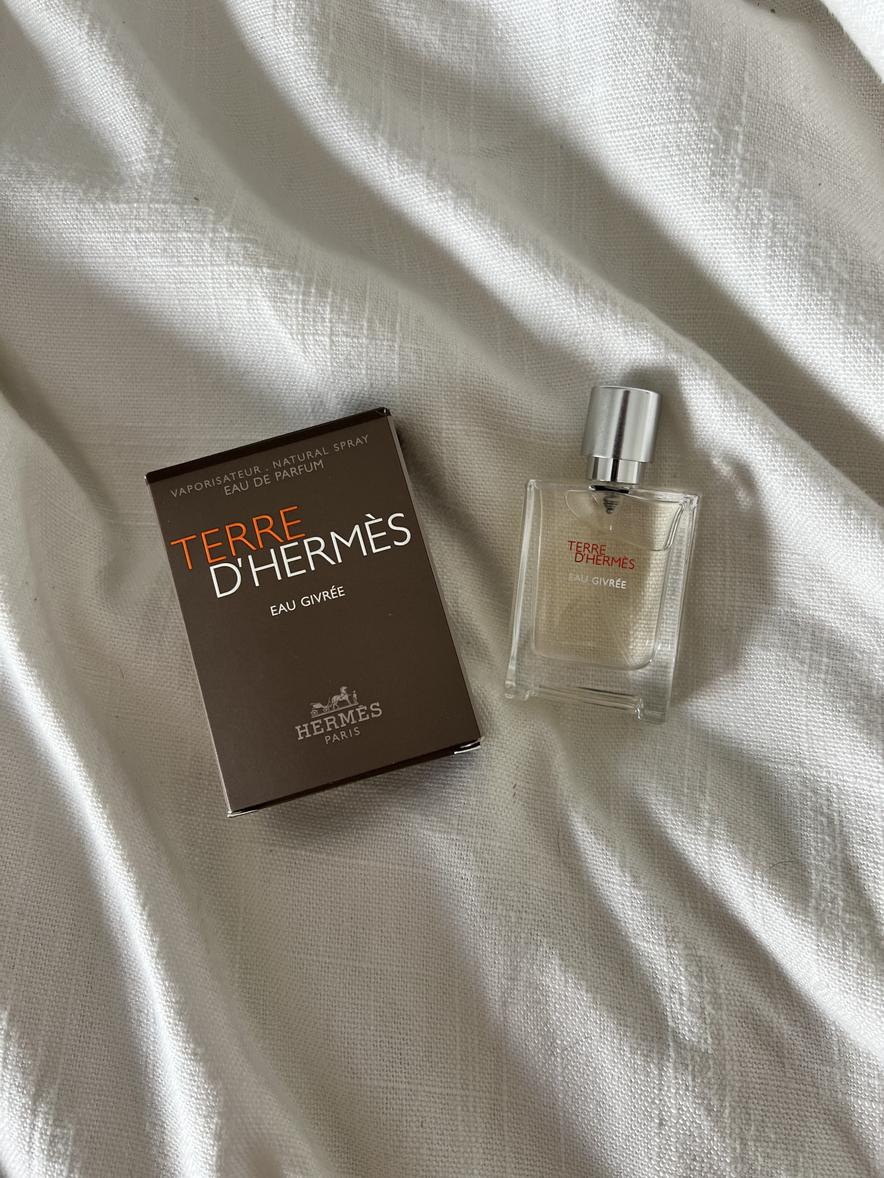 VAPORISATEUR . NATURAL SPRAY
EAU DE PARFUM
TERRE
D'HERMÈS
EAU GIVRÉE
HERMÈS
PARIS
TERRE
D'HERMÈS
EAU GIVRÉE